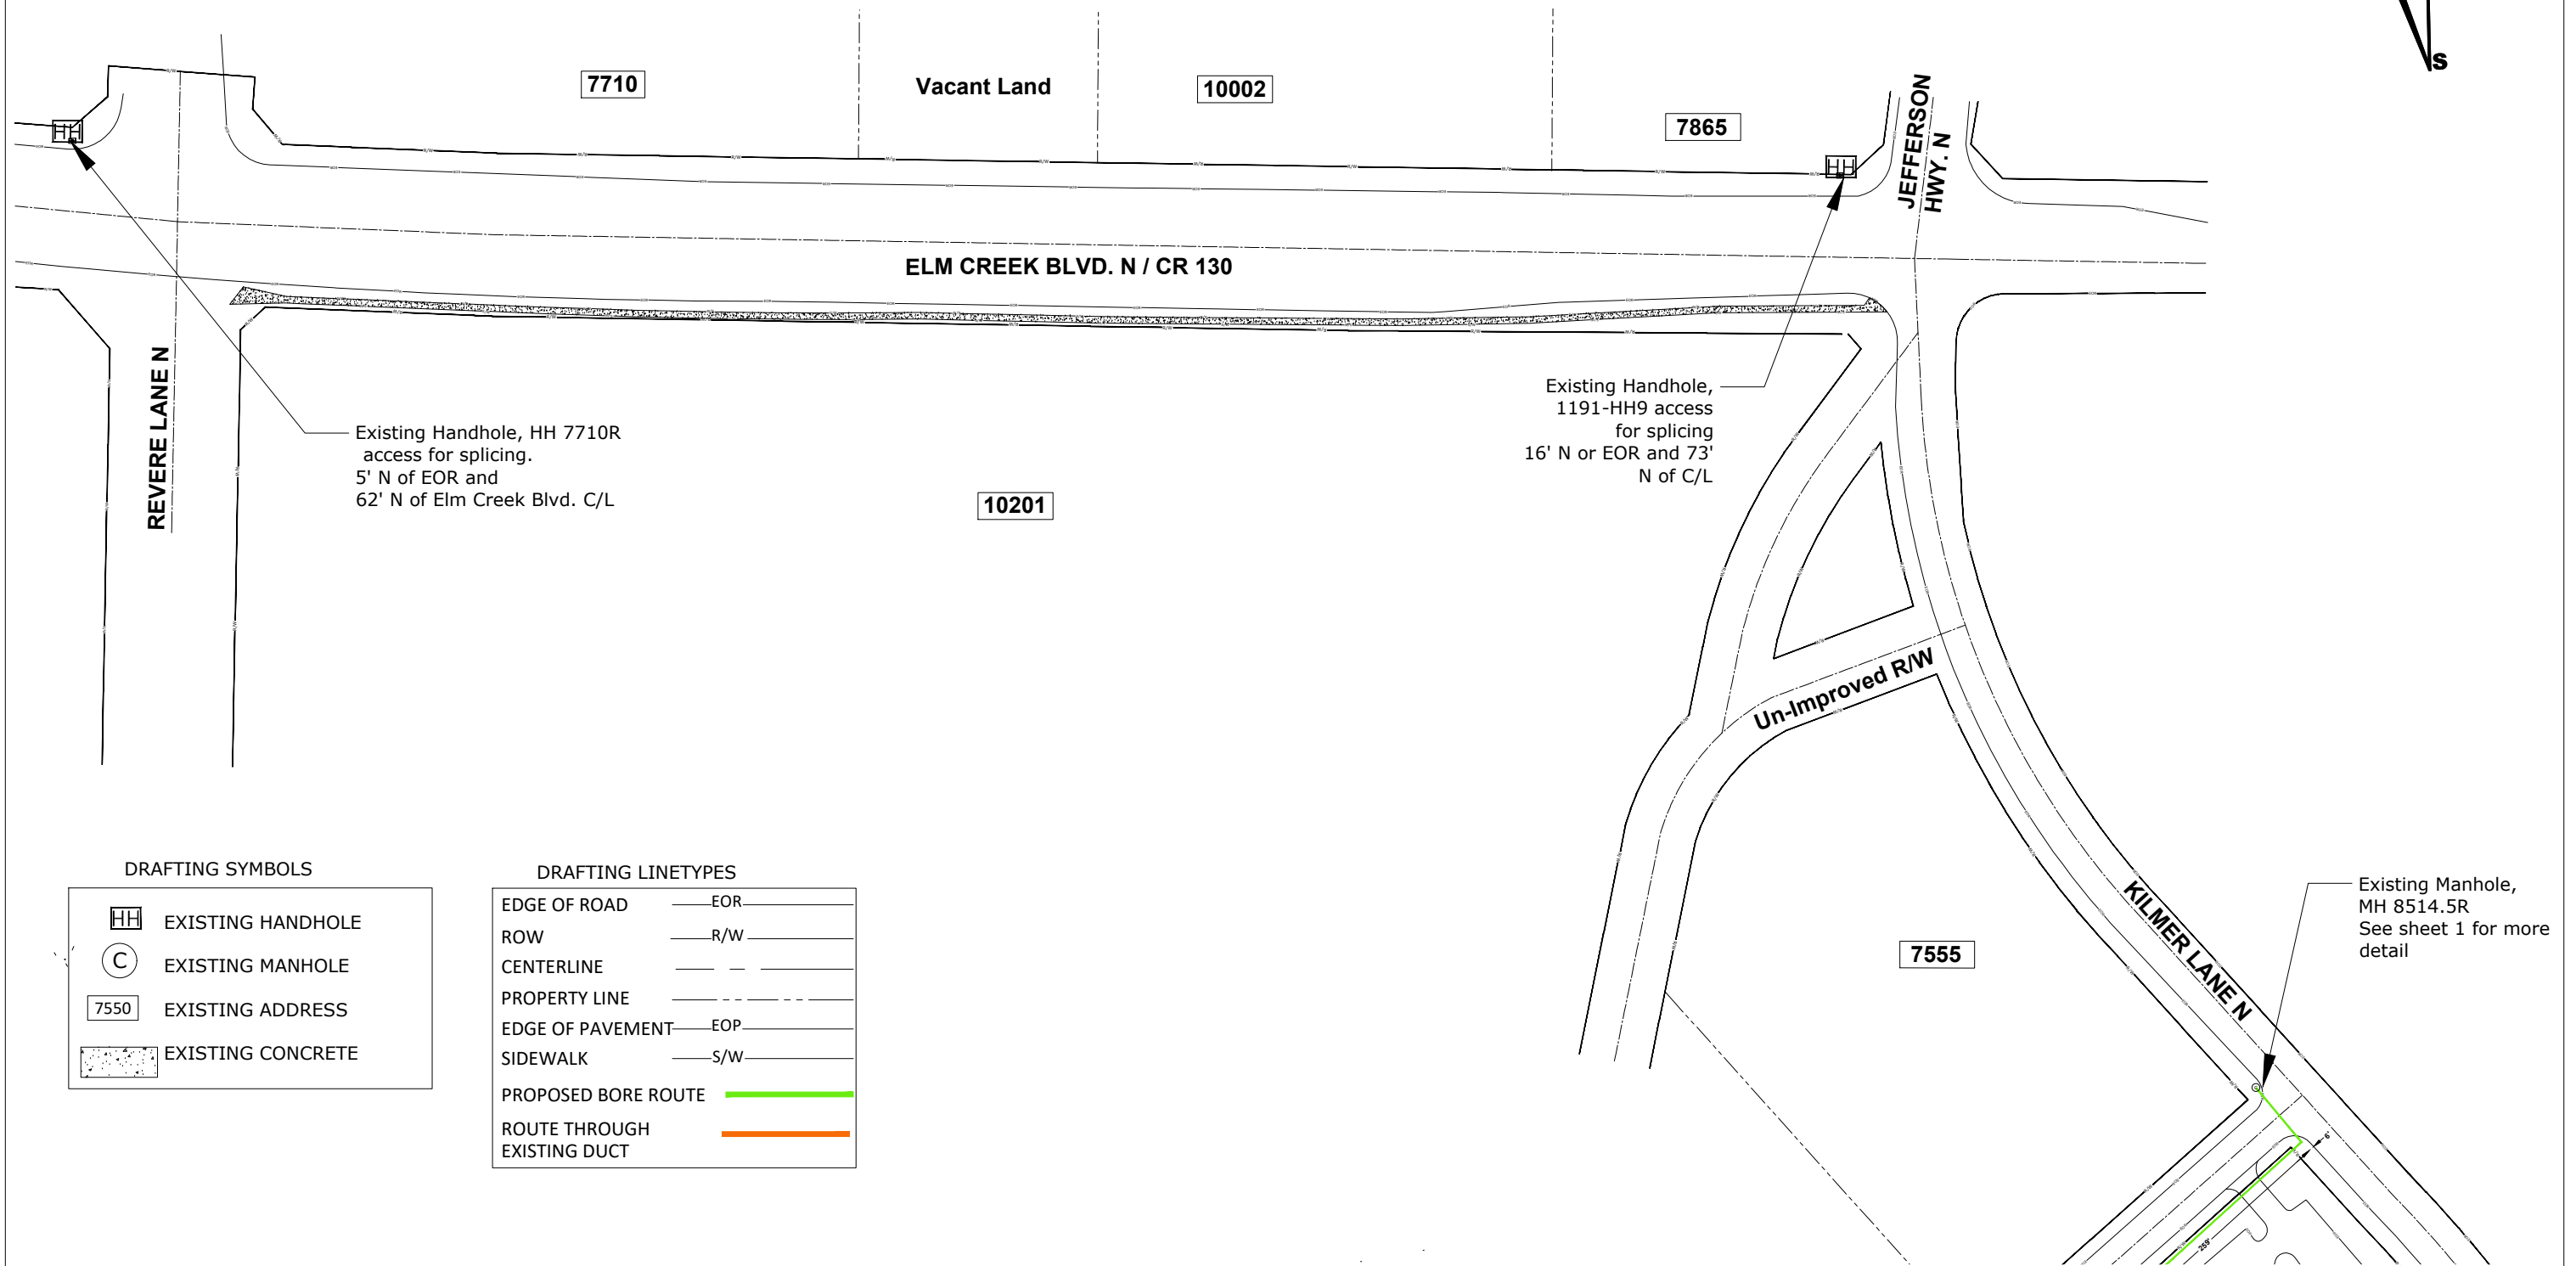 S
7710
Vacant Land
10002
7865
JEFFERSON
HWY. N
HH
HH
ELM CREEK BLVD. N / CR 130
REVERE LANE N
Existing Handhole, HH 7710R
access for splicing.
5' N of EOR and
62' N of Elm Creek Blvd. C/L
Existing Handhole,
1191-HH9 access
for splicing
16' N or EOR and 73'
N of C/L
10201
Un-Improved R/W
KILMER LANE N
7555
Existing Manhole,
MH 8514.5R
See sheet 1 for more
detail
6'
259'
DRAFTING SYMBOLS
HH EXISTING HANDHOLE
C EXISTING MANHOLE
7550 EXISTING ADDRESS
EXISTING CONCRETE
DRAFTING LINETYPES
EDGE OF ROAD EOR
ROW R/W
CENTERLINE
PROPERTY LINE
EDGE OF PAVEMENT EOP
SIDEWALK S/W
PROPOSED BORE ROUTE
ROUTE THROUGH
EXISTING DUCT